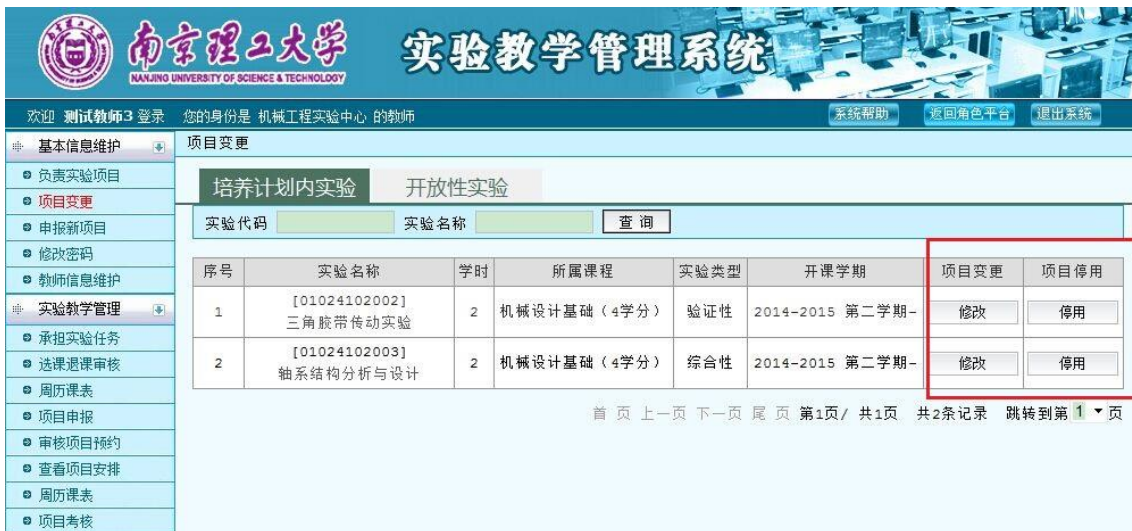 南京理工大学
NANJING UNIVERSITY OF SCIENCE & TECHNOLOGY
实验教学管理系统
欢迎 测试教师3 登录 您的身份是 机械工程实验中心 的教师
系统帮助 返回角色平台 退出系统
基本信息维护
负责实验项目
项目变更
申报新项目
修改密码
教师信息维护
实验教学管理
承担实验任务
选课退课审核
周历课表
项目申报
审核项目预约
查看项目安排
周历课表
项目考核
项目变更
培养计划内实验 开放性实验
实验代码 实验名称 查 询
序号 实验名称 学时 所属课程 实验类型 开课学期 项目变更 项目停用
1 [01024102002] 2 机械设计基础（4学分） 验证性 2014-2015 第二学期- 修改 停用
三角胶带传动实验
2 [01024102003] 2 机械设计基础（4学分） 综合性 2014-2015 第二学期- 修改 停用
轴系结构分析与设计
首 页 上一页 下一页 尾 页 第1页/ 共1页 共2条记录 跳转到第 1 页